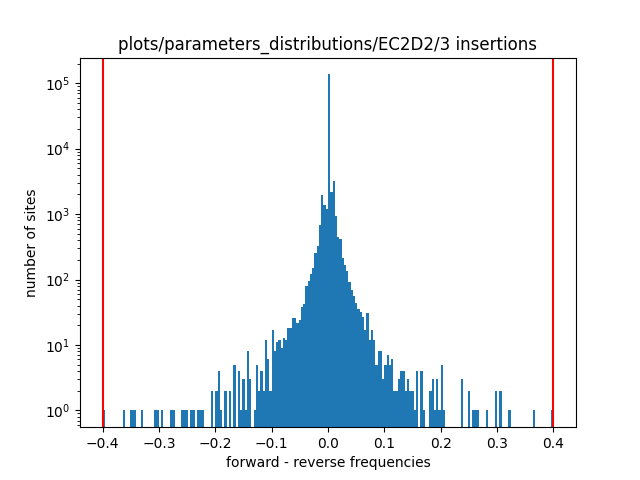 plots/parameters_distributions/EC2D2/3 insertions
10^5
10^4
10^3
10^2
10^1
10^0
number of sites
−0.4 −0.3 −0.2 −0.1 0.0 0.1 0.2 0.3 0.4
forward - reverse frequencies